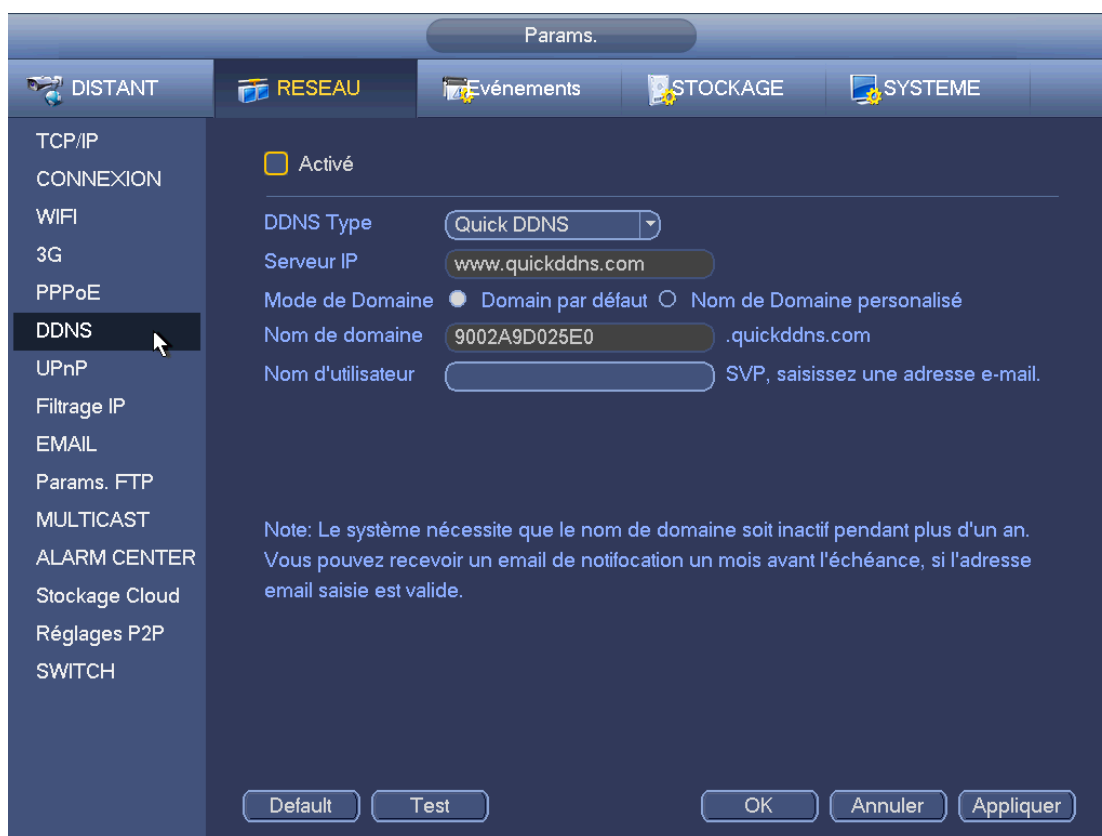 Params.
DISTANT
RESEAU
Evénements
STOCKAGE
SYSTEME
TCP/IP
CONNEXION
WIFI
3G
PPPoE
DDNS
UPnP
Filtrage IP
EMAIL
Params. FTP
MULTICAST
ALARM CENTER
Stockage Cloud
Réglages P2P
SWITCH
Activé
DDNS Type Quick DDNS
Serveur IP www.quickddns.com
Mode de Domaine Domain par défaut Nom de Domaine personalisé
Nom de domaine 9002A9D025E0 .quickddns.com
Nom d'utilisateur SVP, saisissez une adresse e-mail.
Note: Le système nécessite que le nom de domaine soit inactif pendant plus d'un an.
Vous pouvez recevoir un email de notifocation un mois avant l'échéance, si l'adresse
email saisie est valide.
Default Test OK Annuler Appliquer